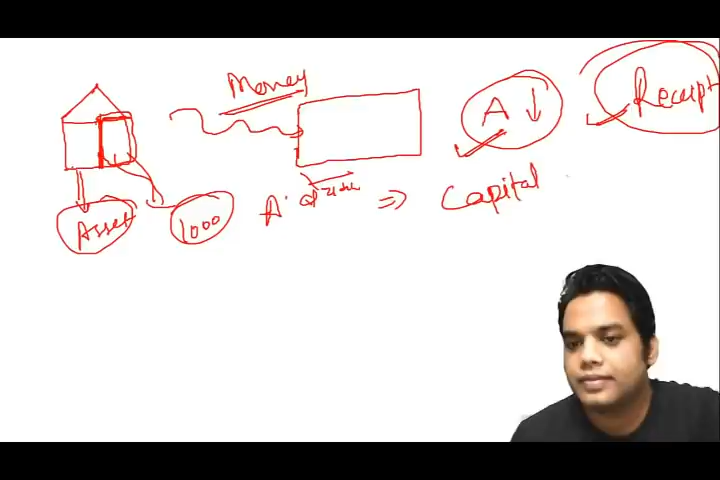 Money
A ↓
Receipt
Asset
1000
A.
⇒ Capital